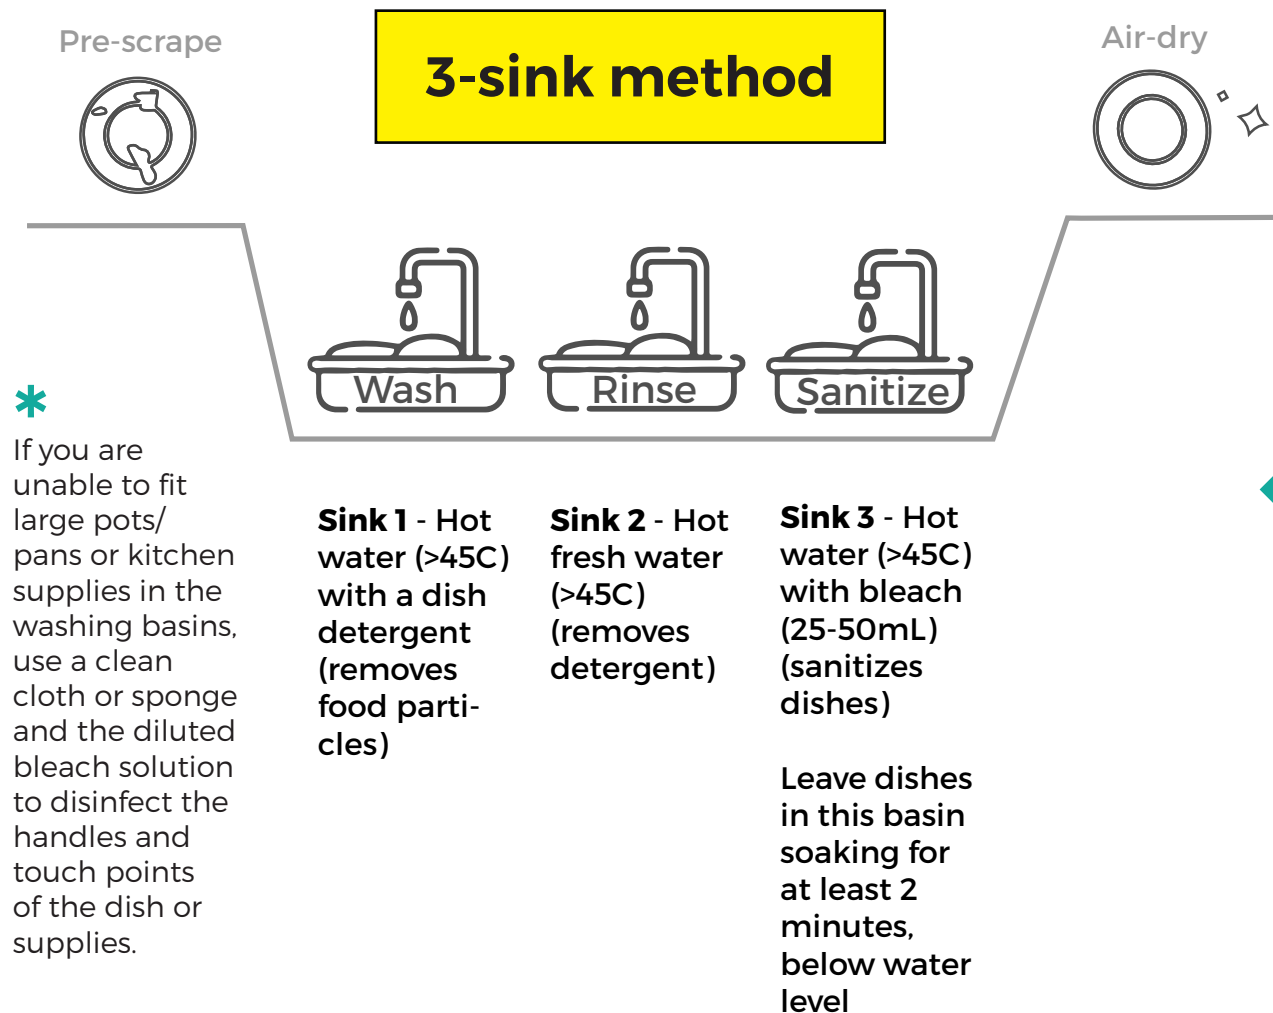 Pre-scrape
3-sink method
Air-dry
Wash
Rinse
Sanitize
*
If you are
unable to fit
large pots/
pans or kitchen
supplies in the
washing basins,
use a clean
cloth or sponge
and the diluted
bleach solution
to disinfect the
handles and
touch points
of the dish or
supplies.
Sink 1 - Hot
water (>45C)
with a dish
detergent
(removes
food parti-
cles)
Sink 2 - Hot
fresh water
(>45C)
(removes
detergent)
Sink 3 - Hot
water (>45C)
with bleach
(25-50mL)
(sanitizes
dishes)
Leave dishes
in this basin
soaking for
at least 2
minutes,
below water
level